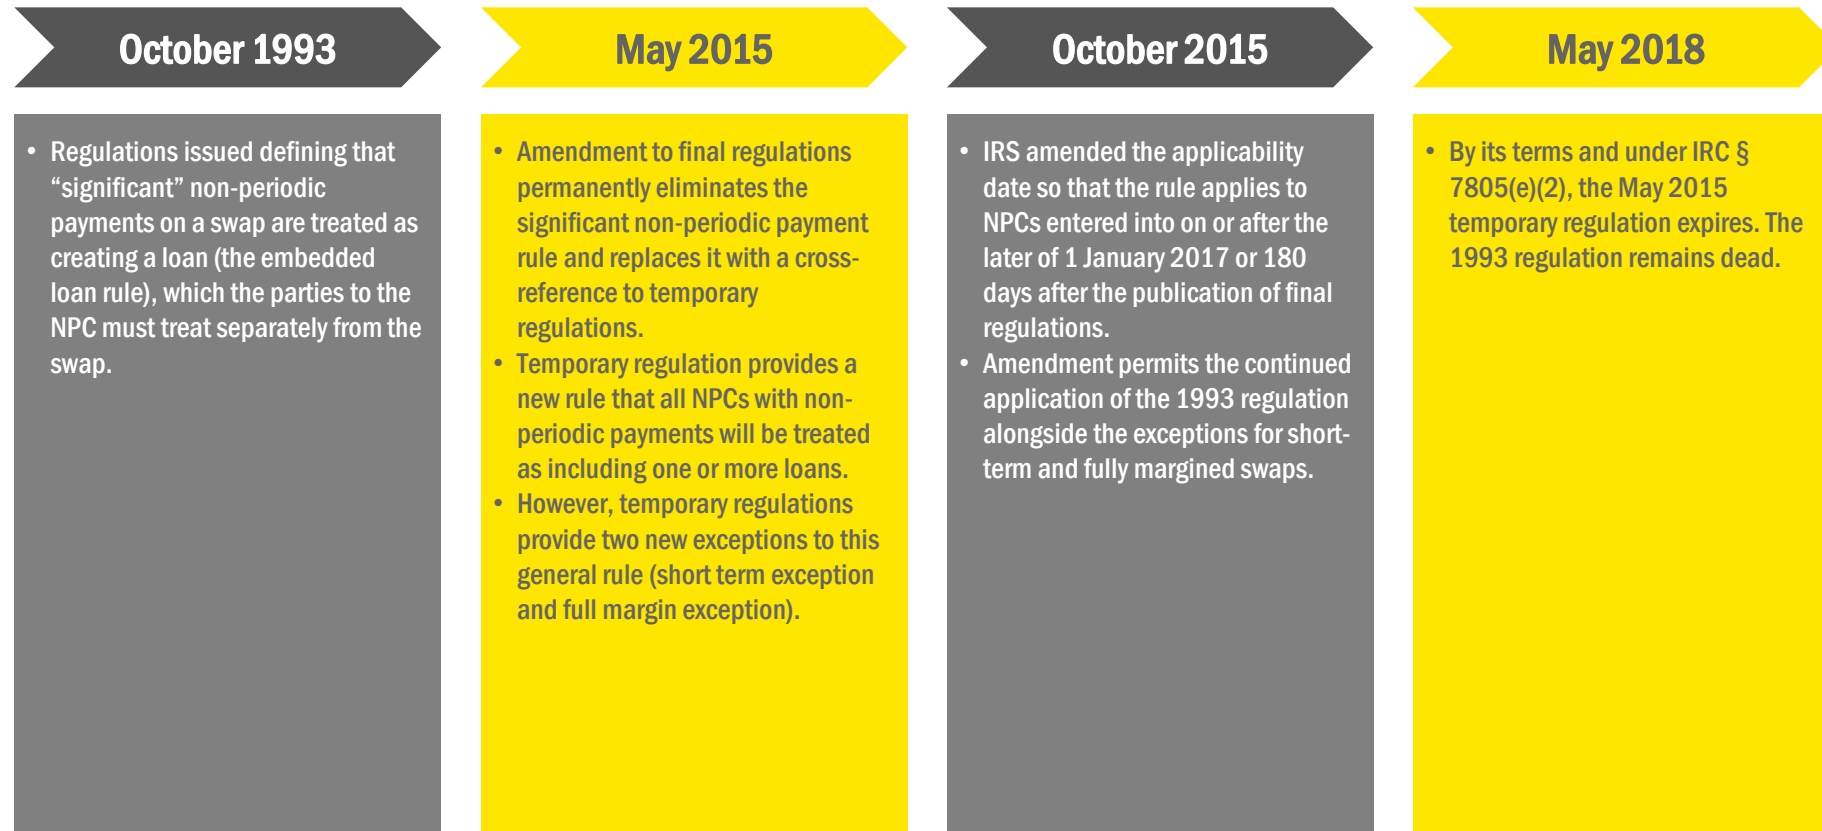 October 1993
• Regulations issued defining that
“significant” non-periodic
payments on a swap are treated as
creating a loan (the embedded
loan rule), which the parties to the
NPC must treat separately from the
swap.
May 2015
• Amendment to final regulations
permanently eliminates the
significant non-periodic payment
rule and replaces it with a cross-
reference to temporary
regulations.
• Temporary regulation provides a
new rule that all NPCs with non-
periodic payments will be treated
as including one or more loans.
• However, temporary regulations
provide two new exceptions to this
general rule (short term exception
and full margin exception).
October 2015
• IRS amended the applicability
date so that the rule applies to
NPCs entered into on or after the
later of 1 January 2017 or 180
days after the publication of final
regulations.
• Amendment permits the continued
application of the 1993 regulation
alongside the exceptions for short-
term and fully margined swaps.
May 2018
• By its terms and under IRC §
7805(e)(2), the May 2015
temporary regulation expires. The
1993 regulation remains dead.